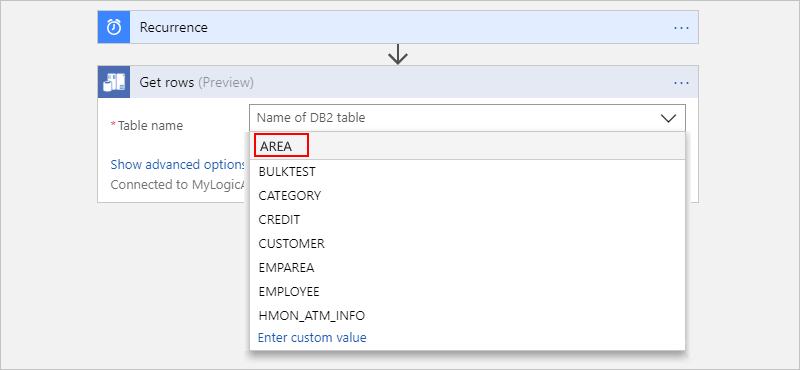 Recurrence
Get rows (Preview)
*Table name
Name of DB2 table
AREA
Show advanced options
BULKTEST
Connected to MyLogicA
CATEGORY
CREDIT
CUSTOMER
EMPAREA
EMPLOYEE
HMON_ATM_INFO
Enter custom value